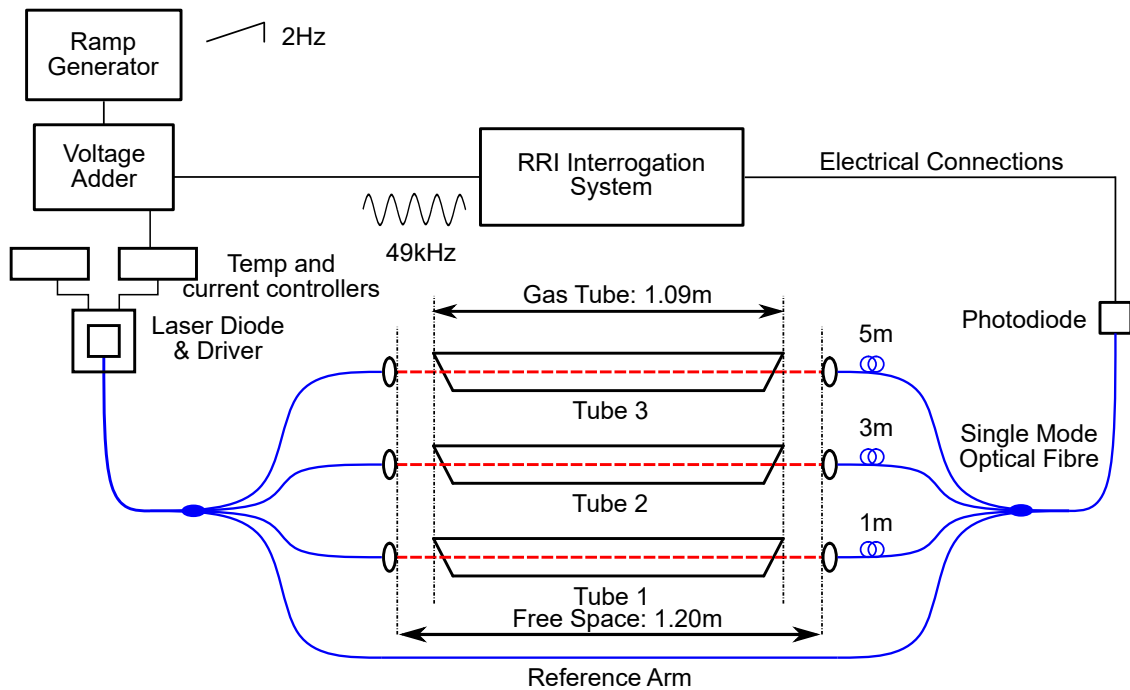 Ramp
Generator
2Hz
Voltage
Adder
RRI Interrogation
System
Electrical Connections
49kHz
Temp and
current controllers
Laser Diode
& Driver
Gas Tube: 1.09m
Photodiode
5m
Tube 3
3m
Single Mode
Optical Fibre
Tube 2
1m
Tube 1
Free Space: 1.20m
Reference Arm